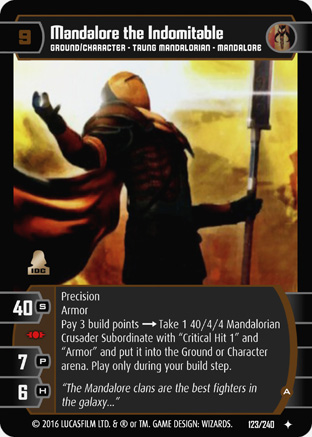 9
Mandalore the Indomitable
GROUND/CHARACTER - TAUNG MANDALORIAN - MANDALORE
IDC
40 S
7 P
6 H
Precision
Armor
Pay 3 build points → Take 1 40/4/4 Mandalorian
Crusader Subordinate with "Critical Hit 1" and
"Armor" and put it into the Ground or Character
arena. Play only during your build step.
"The Mandalore clans are the best fighters in
the galaxy..."
A
© 2016 LUCASFILM LTD. & ® or TM. GAME DESIGN: WIZARDS.
123/240